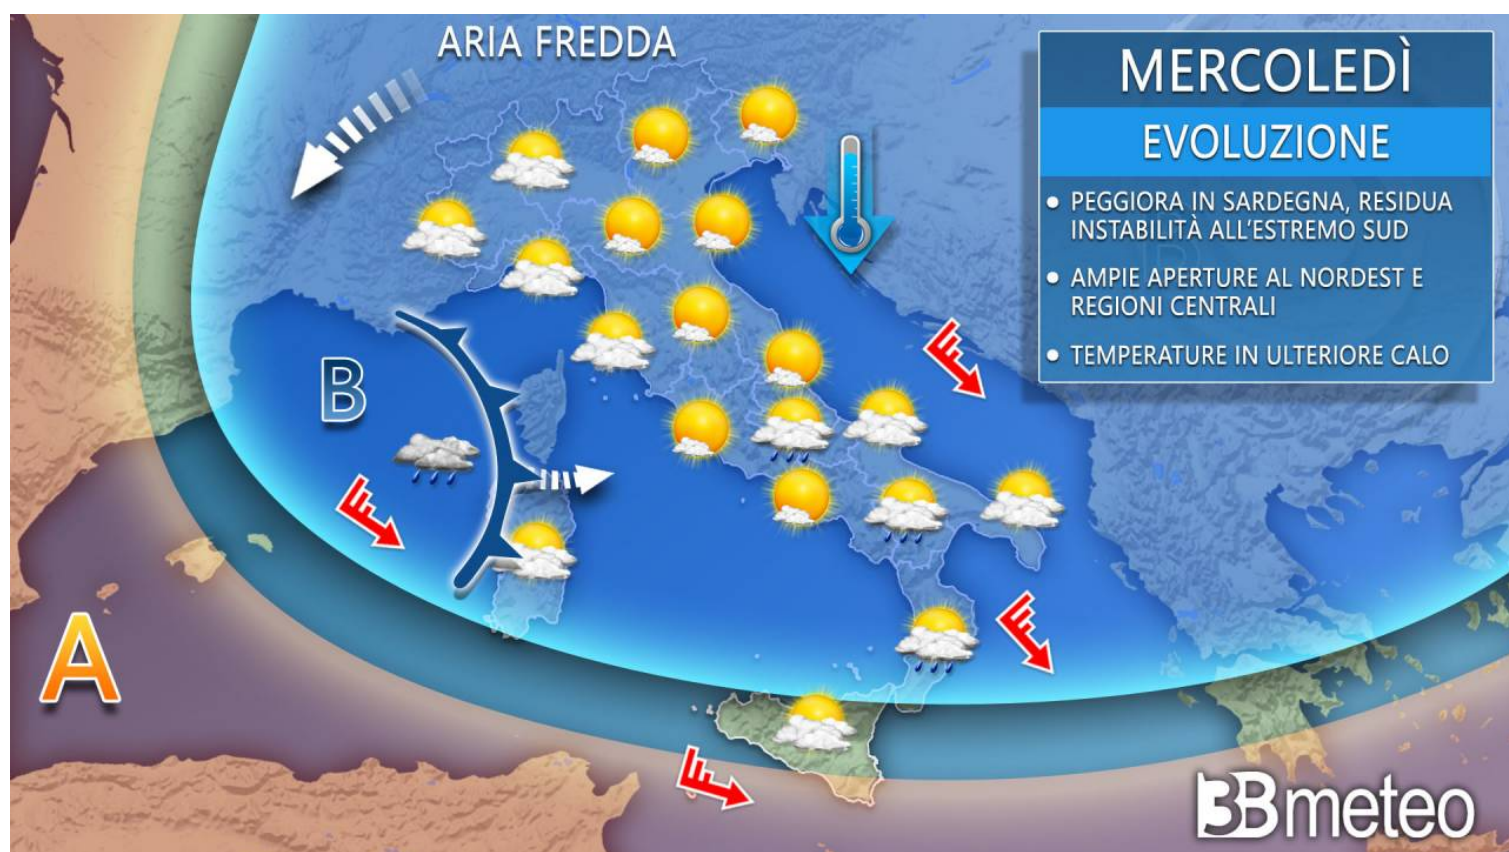 ARIA FREDDA
MERCOLEDÌ
EVOLUZIONE
● PEGGIORA IN SARDEGNA, RESIDUA
INSTABILITÀ ALL'ESTREMO SUD
● AMPIE APERTURE AL NORDEST E
REGIONI CENTRALI
● TEMPERATURE IN ULTERIORE CALO
B
A
3Bmeteo